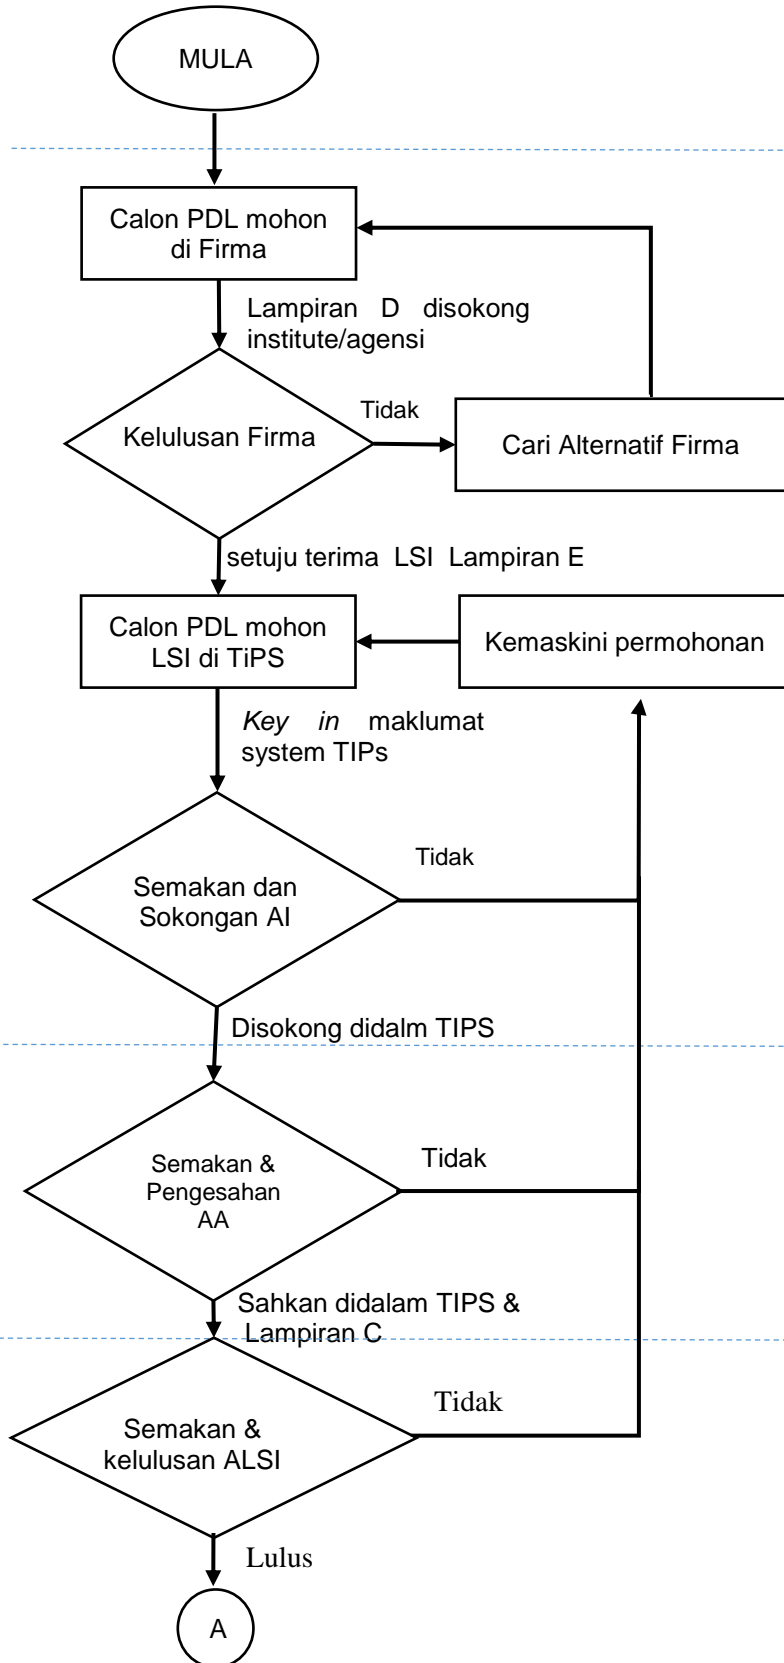 MULA
Calon PDL mohon
di Firma
Lampiran D disokong
institute/agensi
Kelulusan Firma
Tidak
Cari Alternatif Firma
setuju terima LSI Lampiran E
Calon PDL mohon
LSI di TiPS
Kemaskini permohonan
Key in maklumat
system TIPs
Semakan dan
Sokongan AI
Tidak
Disokong didalm TIPS
Semakan &
Pengesahan
AA
Tidak
Sahkan didalam TIPS &
Lampiran C
Semakan &
kelulusan ALSI
Tidak
Lulus
A